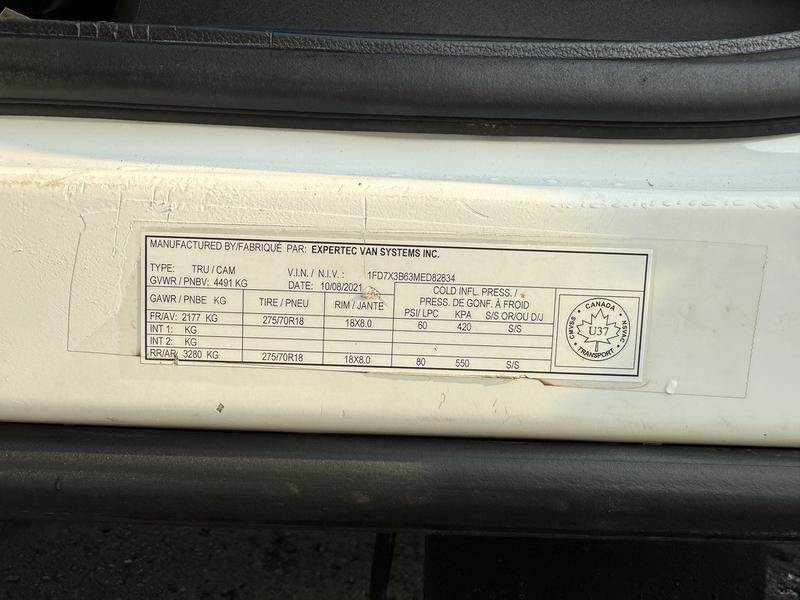 MANUFACTURED BY/FABRIQUÉ PAR: EXPERTEC VAN SYSTEMS INC.
TYPE: TRU / CAM V.I.N. / N.I.V. : 1FD7X3B63MED82834
GVWR / PNBV: 4491 KG DATE: 10/08/2021
GAWR / PNBE KG TIRE / PNEU RIM / JANTE COLD INFL. PRESS. /
PRESS. DE GONF. À FROID
PSI/ LPC KPA S/S OR/OU D/J
FR/AV: 2177 KG 275/70R18 18X8.0 60 420 S/S
INT 1: KG
INT 2: KG
RR/AR: 3280 KG 275/70R18 18X8.0 80 550 S/S
CANADA
CMVSS U37 NSVAC
TRANSPORT